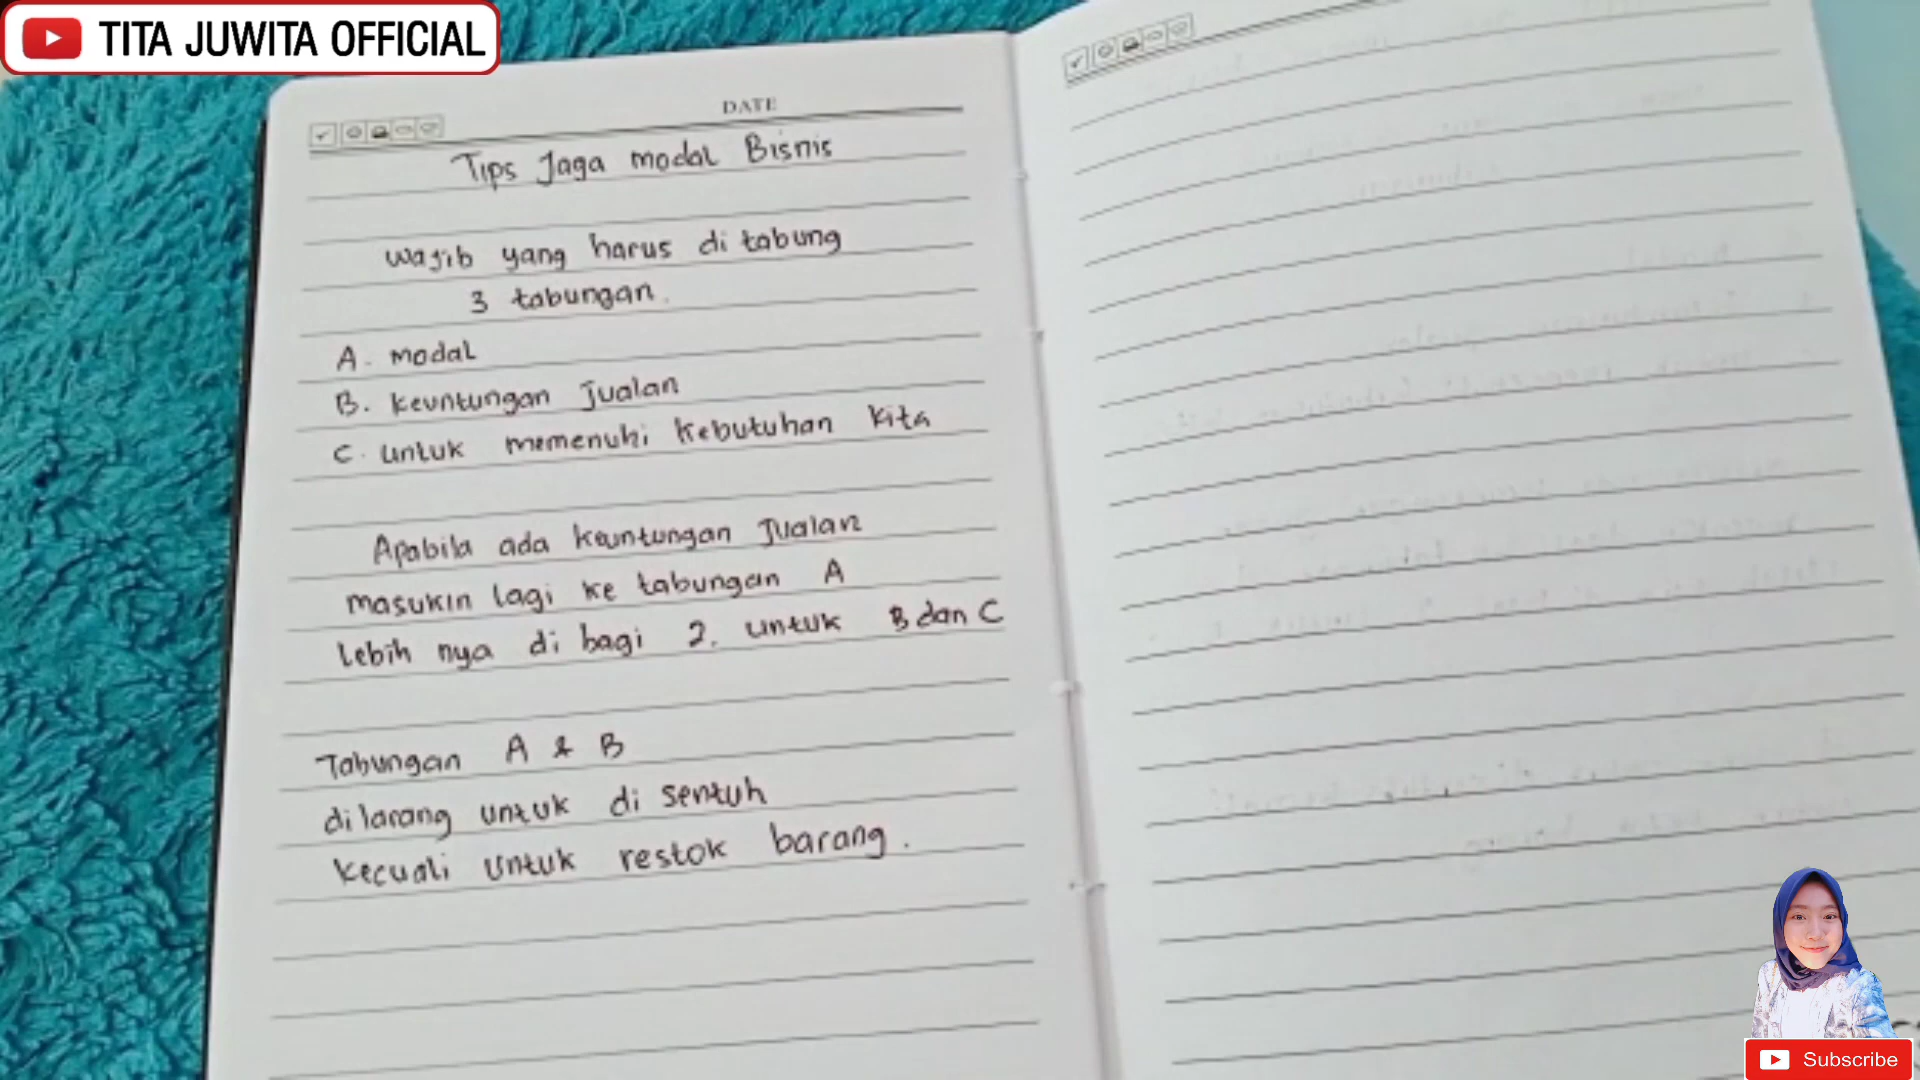 TITA JUWITA OFFICIAL
DATE
Tips Jaga modal Bisnis
wajib yang harus di tabung
3 tabungan.
A. modal
B. keuntungan jualan
C. untuk memenuhi kebutuhan kita
Apabila ada keuntungan jualan
masukin lagi ke tabungan A
lebih nya di bagi 2. untuk B dan C
Tabungan A & B
dilarang untuk di sentuh
kecuali untuk restok barang.
Subscribe